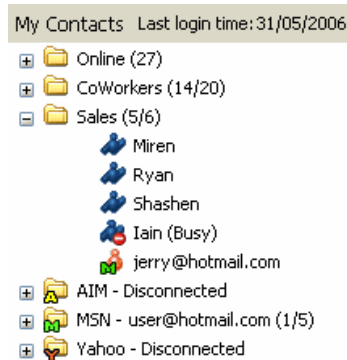 My Contacts Last login time: 31/05/2006
Online (27)
CoWorkers (14/20)
Sales (5/6)
Miren
Ryan
Shashen
Iain (Busy)
jerry@hotmail.com
AIM - Disconnected
MSN - user@hotmail.com (1/5)
Yahoo - Disconnected